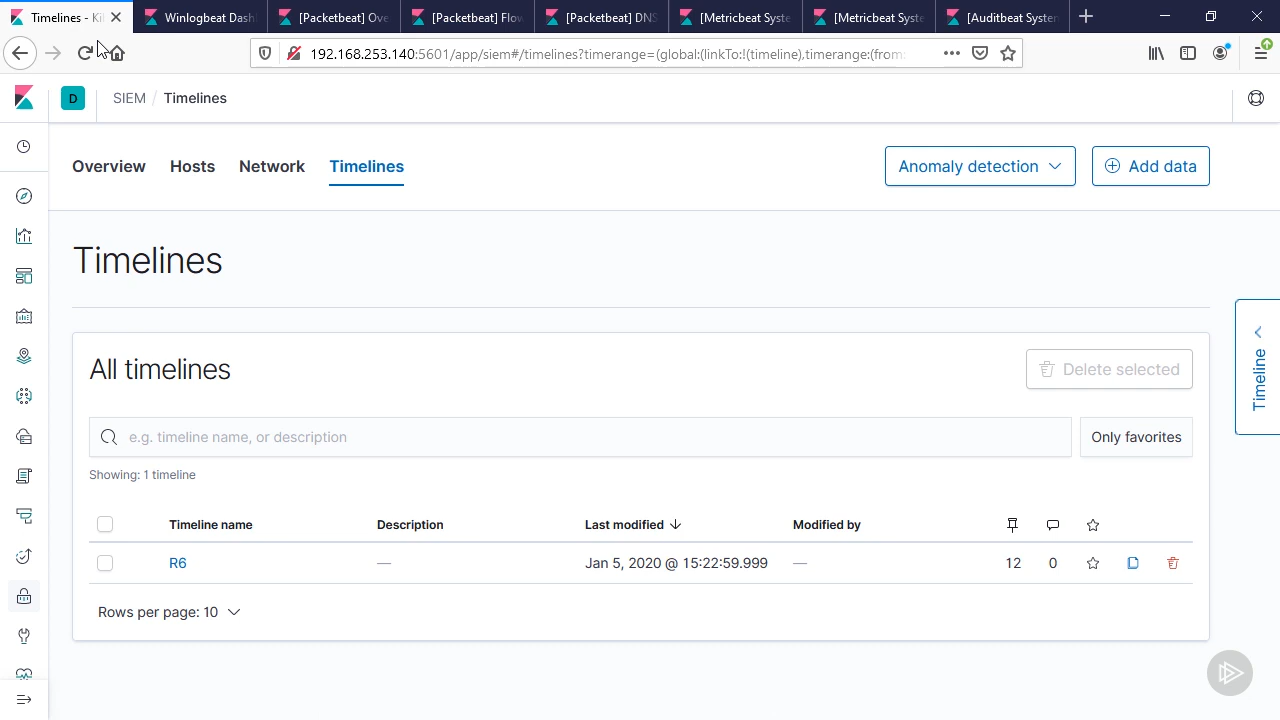 Timelines - Ki
Winlogbeat Dash
[Packetbeat] Ove
[Packetbeat] Flow
[Packetbeat] DNS
[Metricbeat Syste
[Metricbeat Syste
[Auditbeat System
192.168.253.140:5601/app/siem#/timelines?timerange=(global:(linkTo:!(timeline),timerange:(from:
D
SIEM / Timelines
Overview
Hosts
Network
Timelines
Anomaly detection
Add data
Timelines
Timeline
All timelines
Delete selected
e.g. timeline name, or description
Only favorites
Showing: 1 timeline
Timeline name
Description
Last modified
Modified by
R6
—
Jan 5, 2020 @ 15:22:59.999
—
12
0
Rows per page: 10